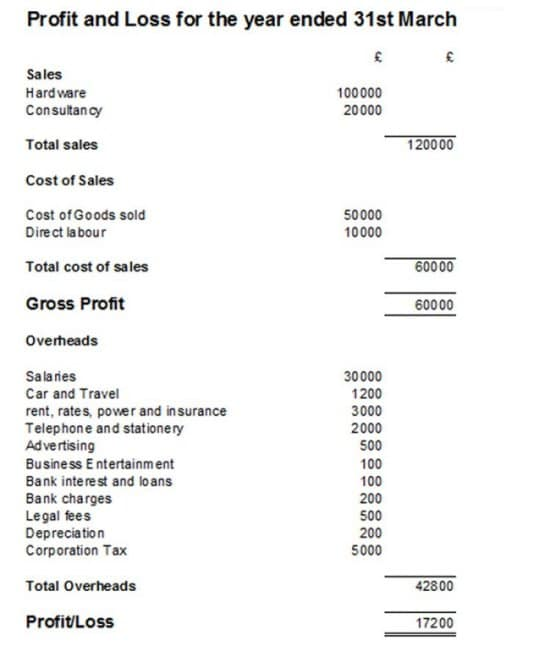 Profit and Loss for the year ended 31st March
£ £
Sales
Hardware 100000
Consultancy 20000
Total sales 120000
Cost of Sales
Cost of Goods sold 50000
Direct labour 10000
Total cost of sales 60000
Gross Profit 60000
Overheads
Salaries 30000
Car and Travel 1200
rent, rates, power and insurance 3000
Telephone and stationery 2000
Advertising 500
Business Entertainment 100
Bank interest and loans 100
Bank charges 200
Legal fees 500
Depreciation 200
Corporation Tax 5000
Total Overheads 42800
Profit/Loss 17200